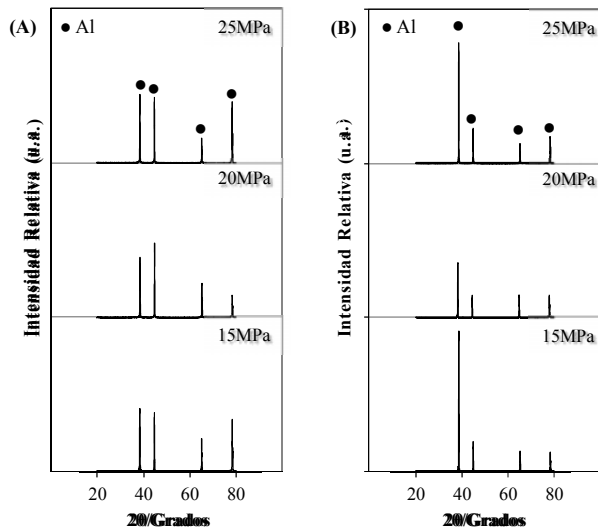 (A)
● Al
25MPa
20MPa
15MPa
Intensidad Relativa (u.a.)
20 40 60 80
2θ/Grados
(B)
● Al
25MPa
20MPa
15MPa
Intensidad Relativa (u.a.)
20 40 60 80
2θ/Grados